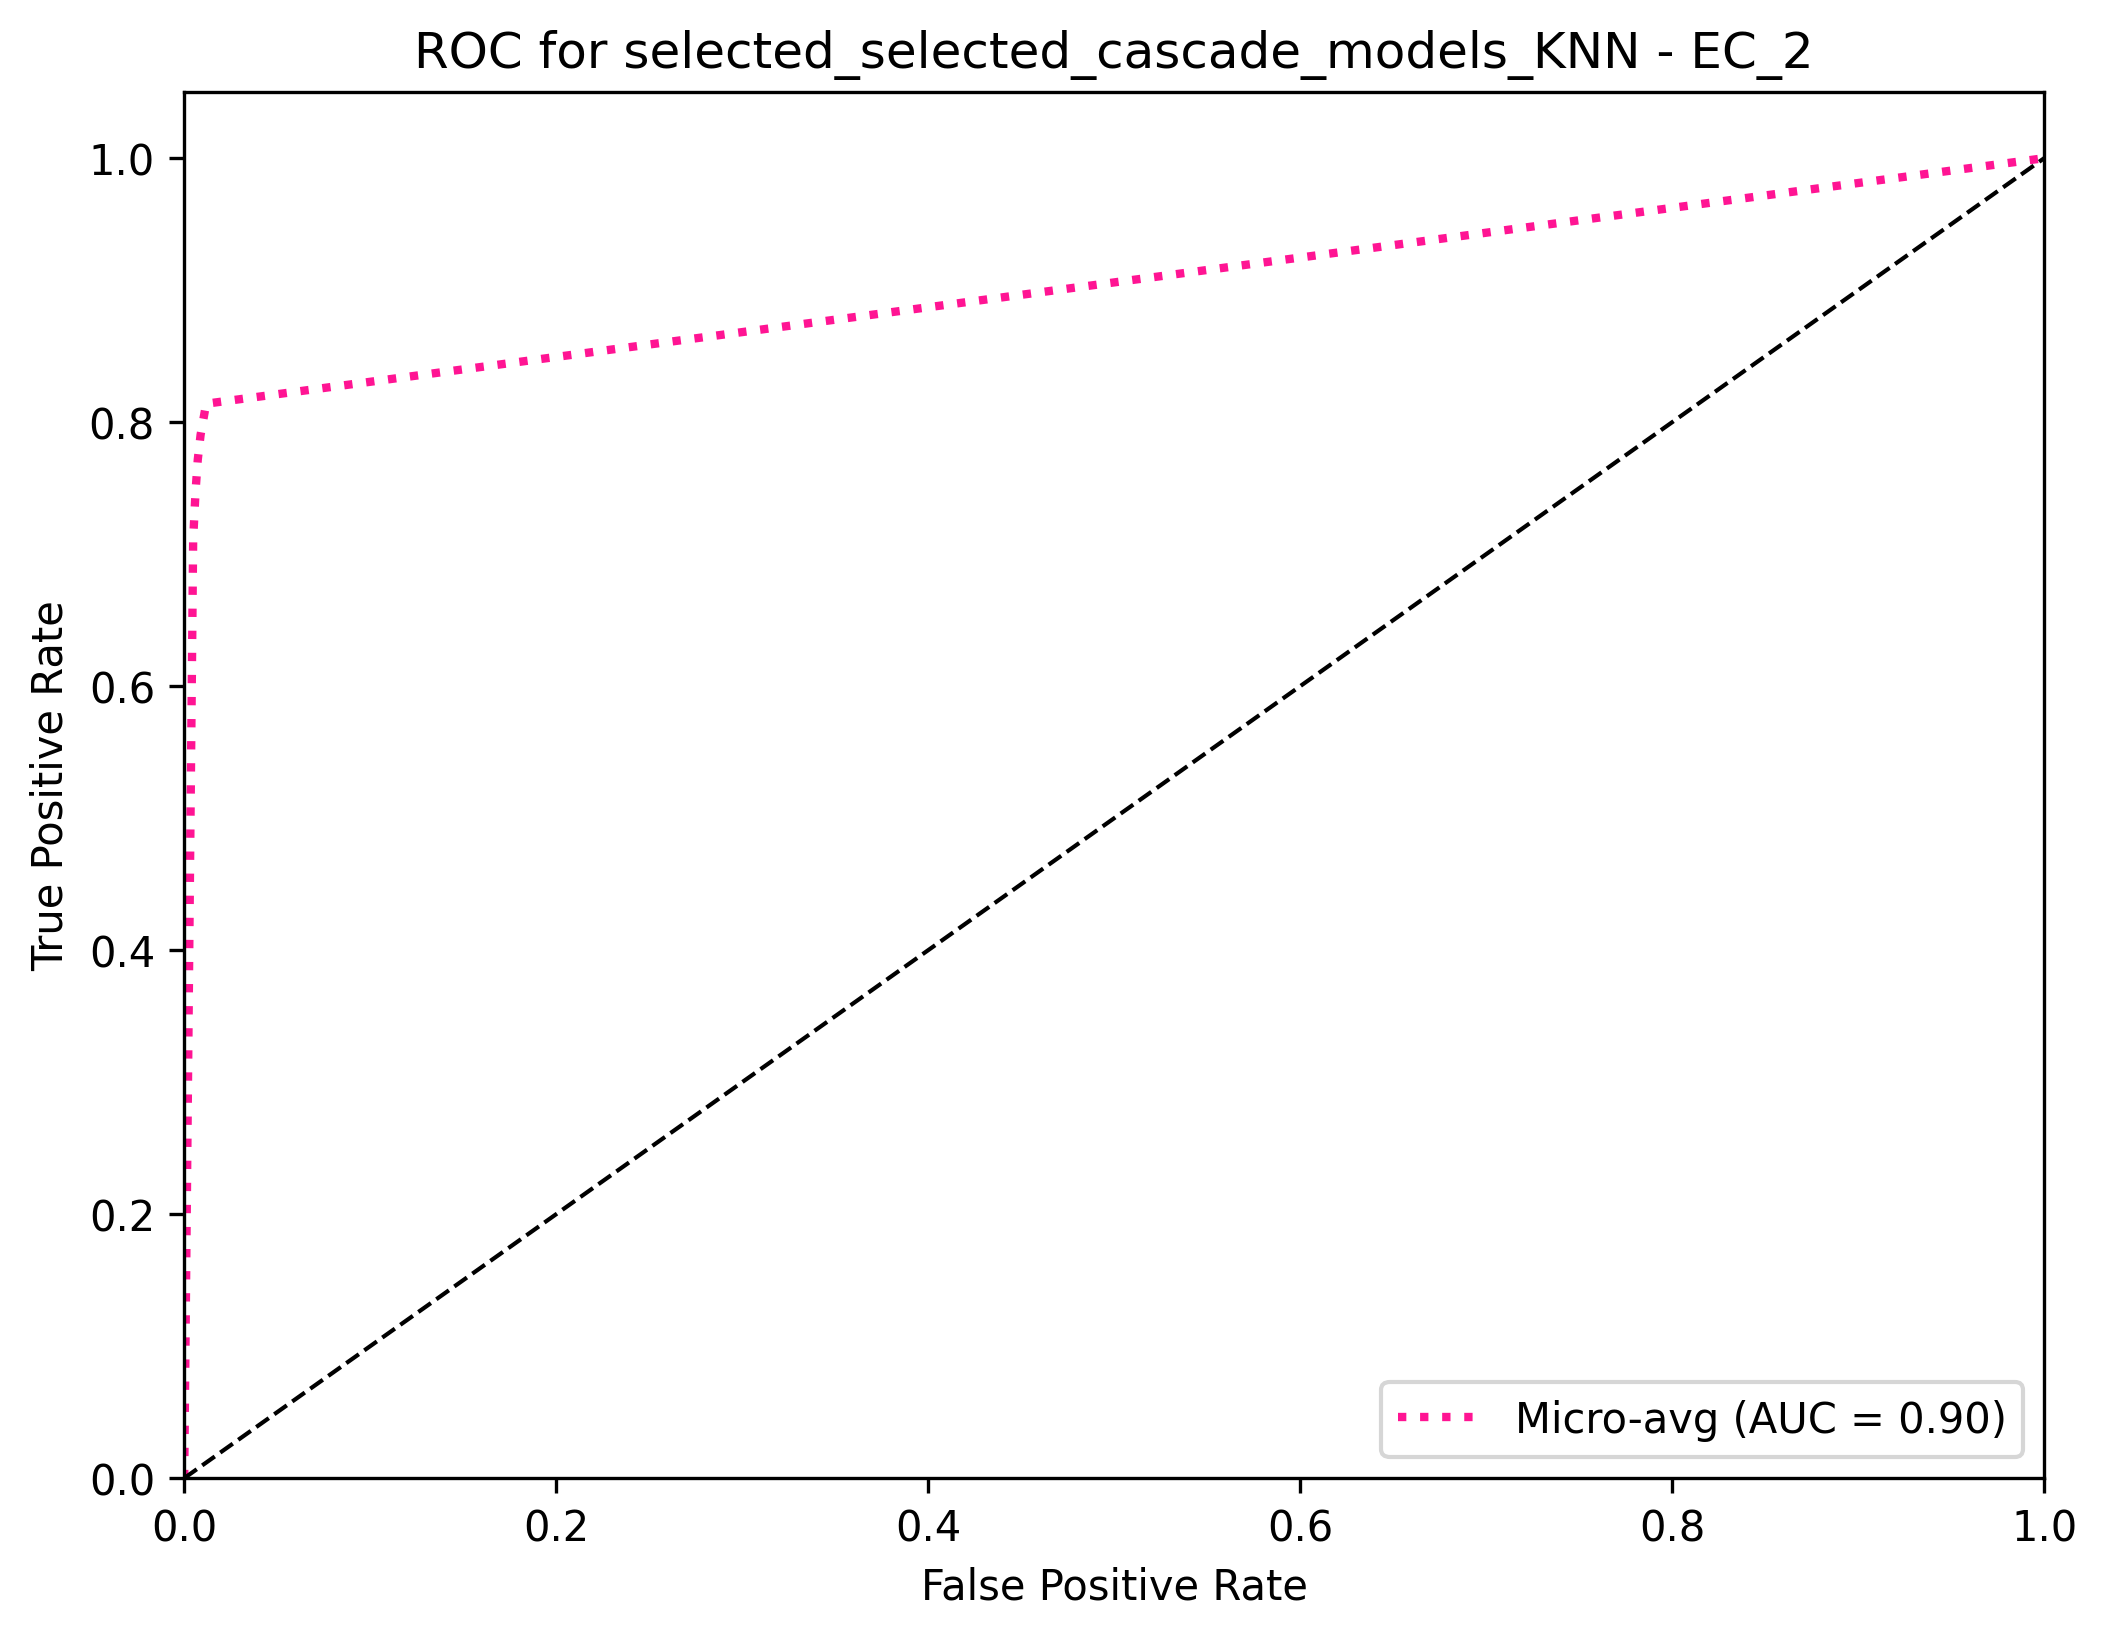 ROC for selected_selected_cascade_models_KNN - EC_2
True Positive Rate
1.0
0.8
0.6
0.4
0.2
0.0
0.0 0.2 0.4 0.6 0.8 1.0
False Positive Rate
Micro-avg (AUC = 0.90)